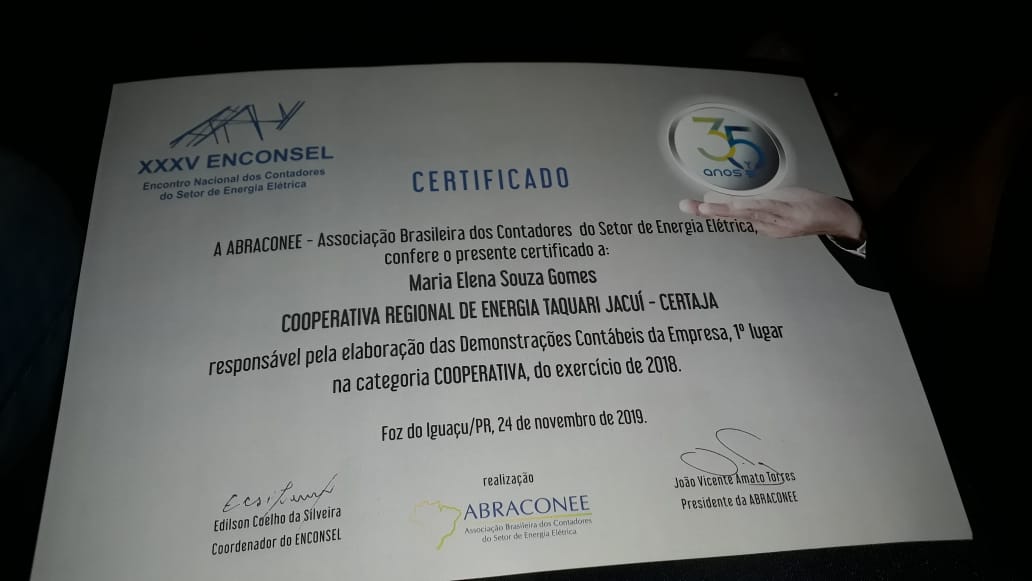 XXXV ENCONSEL
Encontro Nacional dos Contadores
do Setor de Energia Elétrica
35
anos
CERTIFICADO
A ABRACONEE - Associação Brasileira dos Contadores do Setor de Energia Elétrica,
confere o presente certificado a:
Maria Elena Souza Gomes
COOPERATIVA REGIONAL DE ENERGIA TAQUARI JACUÍ - CERTAJA
responsável pela elaboração das Demonstrações Contábeis da Empresa, 1º lugar
na categoria COOPERATIVA, do exercício de 2018.
Foz do Iguaçu/PR, 24 de novembro de 2019.
Edilson Coelho da Silveira
Coordenador do ENCONSEL
realização
ABRACONEE
Associação Brasileira dos Contadores
do Setor de Energia Elétrica
João Vicente Amato Torres
Presidente da ABRACONEE